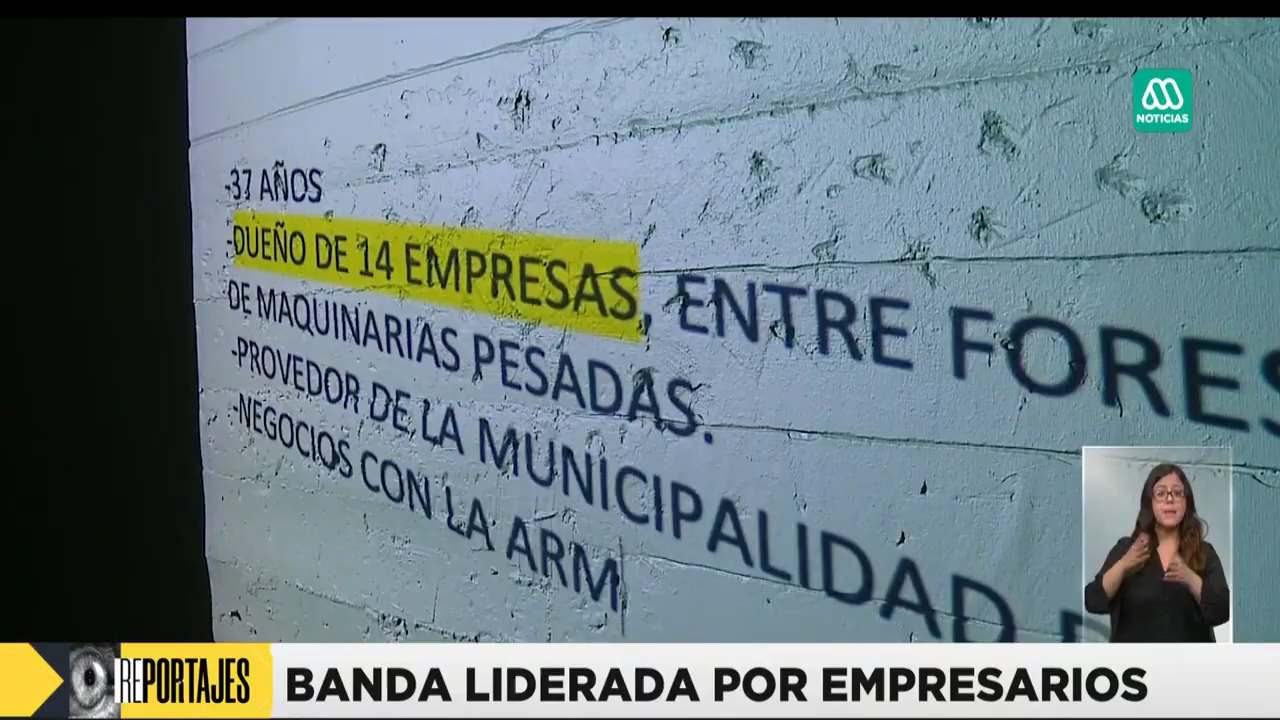 NOTICIAS
-37 AÑOS
-DUEÑO DE 14 EMPRESAS, ENTRE FORES
DE MAQUINARIAS PESADAS.
-PROVEDOR DE LA MUNICIPALIDAD
-NEGOCIOS CON LA ARM
REPORTAJES
BANDA LIDERADA POR EMPRESARIOS